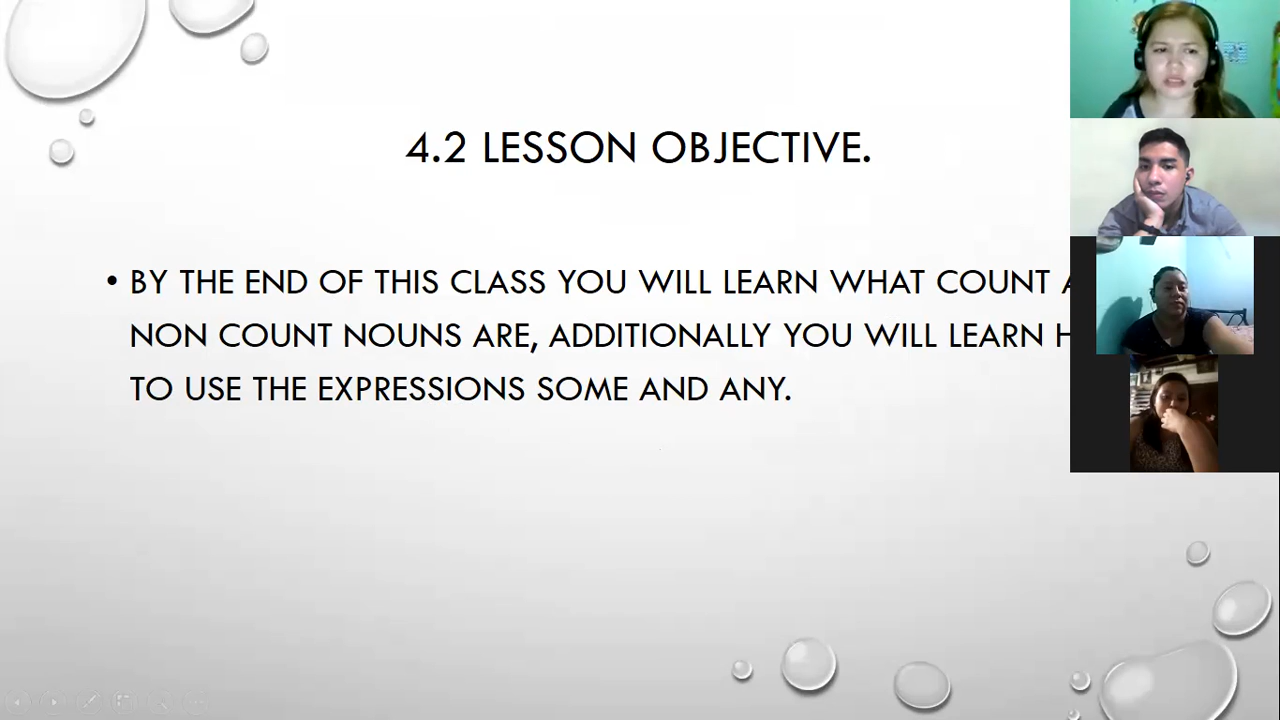 4.2 LESSON OBJECTIVE.
• BY THE END OF THIS CLASS YOU WILL LEARN WHAT COUNT
NON COUNT NOUNS ARE, ADDITIONALLY YOU WILL LEARN
TO USE THE EXPRESSIONS SOME AND ANY.